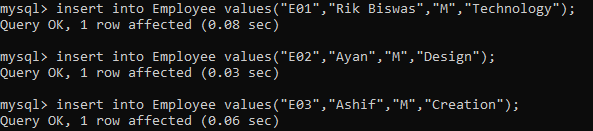 mysql> insert into Employee values("E01","Rik Biswas","M","Technology");
Query OK, 1 row affected (0.08 sec)
mysql> insert into Employee values("E02","Ayan","M","Design");
Query OK, 1 row affected (0.03 sec)
mysql> insert into Employee values("E03","Ashif","M","Creation");
Query OK, 1 row affected (0.06 sec)